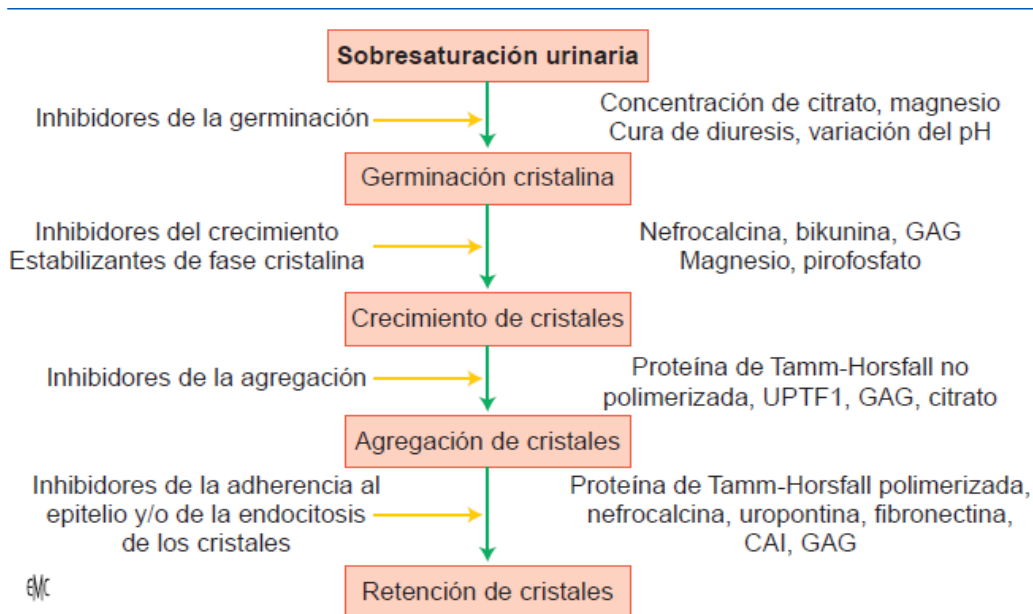 Sobresaturación urinaria
Inhibidores de la germinación
Concentración de citrato, magnesio
Cura de diuresis, variación del pH
Germinación cristalina
Inhibidores del crecimiento
Estabilizantes de fase cristalina
Nefrocalcina, bikunina, GAG
Magnesio, pirofosfato
Crecimiento de cristales
Inhibidores de la agregación
Proteína de Tamm-Horsfall no
polimerizada, UPTF1, GAG, citrato
Agregación de cristales
Inhibidores de la adherencia al
epitelio y/o de la endocitosis
de los cristales
Proteína de Tamm-Horsfall polimerizada,
nefrocalcina, uropontina, fibronectina,
CAI, GAG
Retención de cristales
EMC